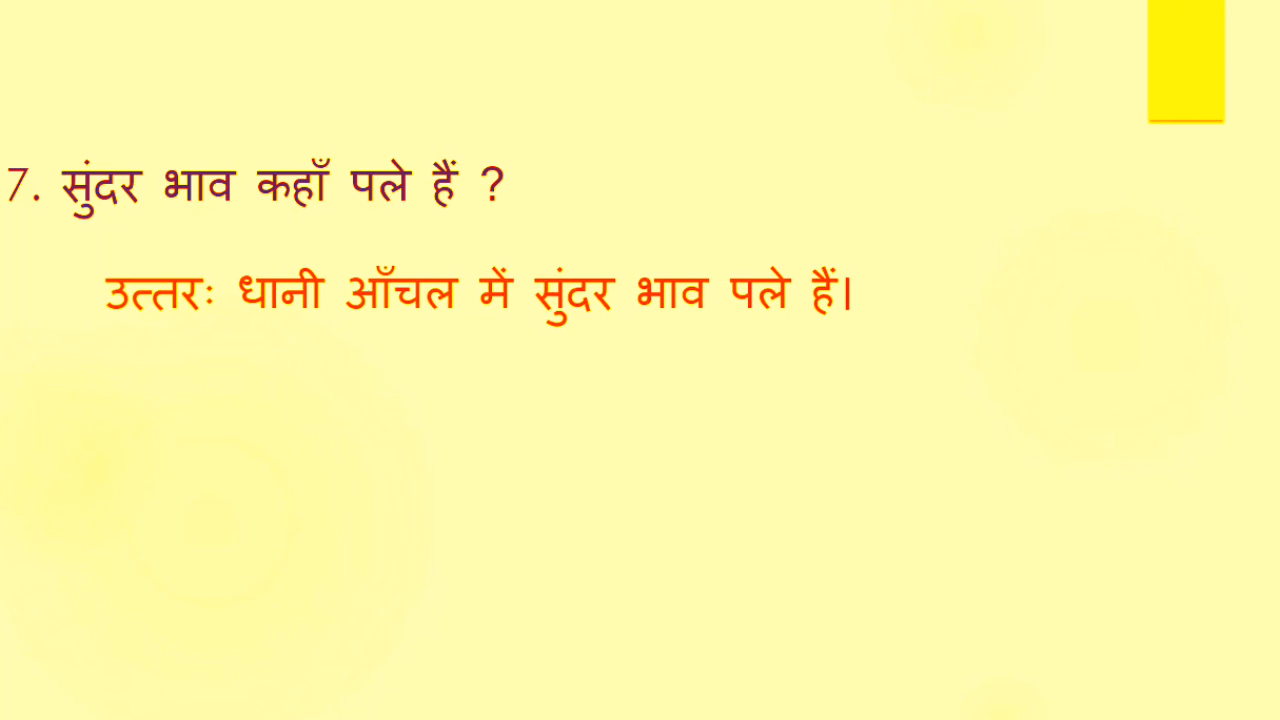 7. सुंदर भाव कहाँ पले हैं ?
उत्तरः धानी आँचल में सुंदर भाव पले हैं।